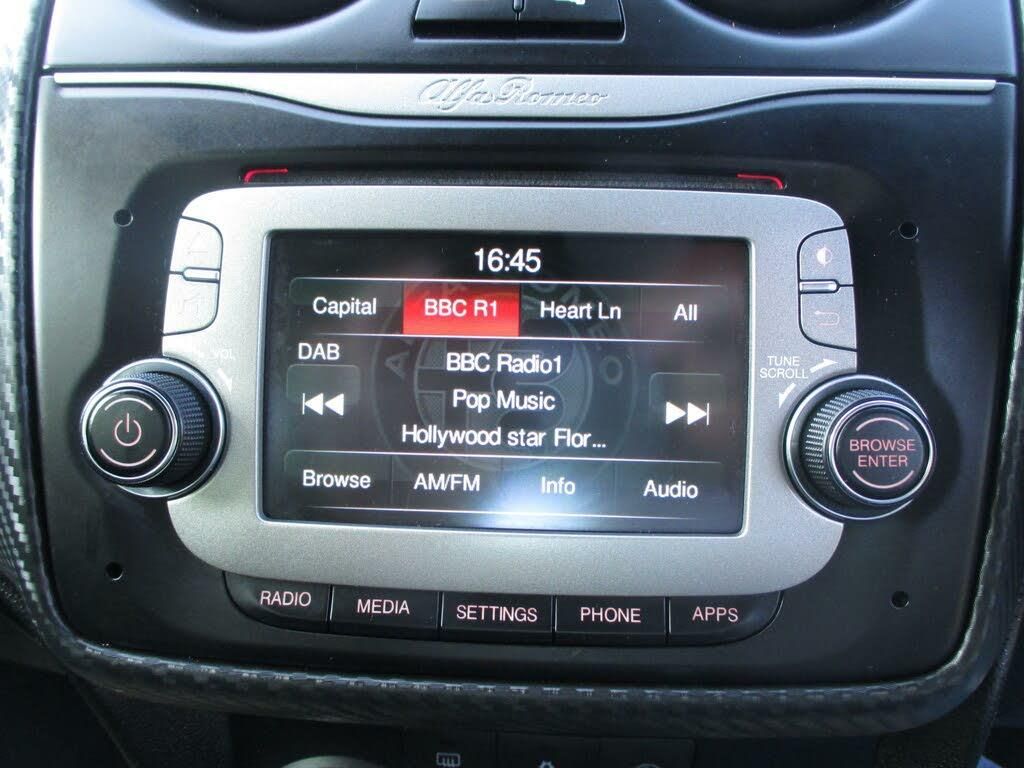 Alfa Romeo
16:45
Capital BBC R1 Heart Ln All
DAB
BBC Radio1
Pop Music
Hollywood star Flor...
Browse AM/FM Info Audio
VOL
TUNE
SCROLL
BROWSE
ENTER
RADIO MEDIA SETTINGS PHONE APPS